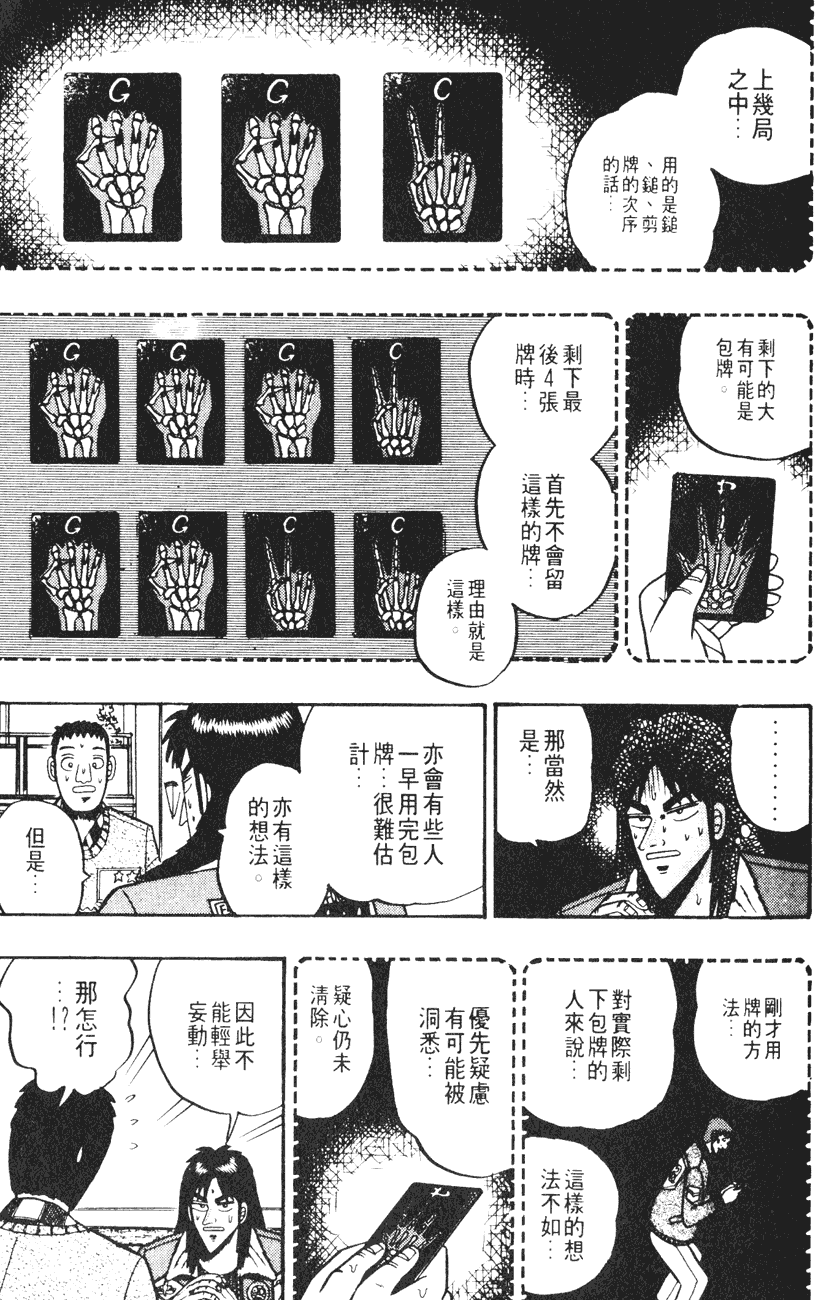 上幾局
之中…
用的是鎚
、鎚、剪
牌的次序
的話…
C
G
G
剩下的大
有可能是
包牌。
剩下最
後4張
牌時…
首先不會留
這樣的牌…
理由就是
這樣。
C
G
G
G
C
C
G
G
………
那當然
是…
亦會有些人
一早用完包
牌…很難估
計…
亦有這樣
的想法。
但是…
剛才用
牌的方
法…
對實際剩
下包牌的
人來說…
這樣的想
法不如…
優先疑慮
有可能被
洞悉…
疑心仍未
清除。
因此不
能輕舉
妄動…
那怎行
…!?